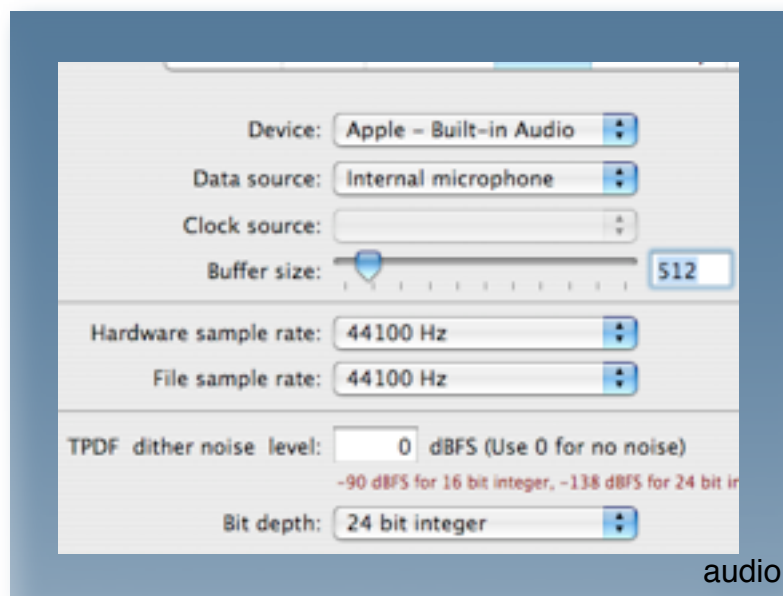 Device: Apple – Built-in Audio
Data source: Internal microphone
Clock source:
Buffer size: 512
Hardware sample rate: 44100 Hz
File sample rate: 44100 Hz
TPDF dither noise level: 0 dBFS (Use 0 for no noise)
-90 dBFS for 16 bit integer, -138 dBFS for 24 bit
Bit depth: 24 bit integer
audio